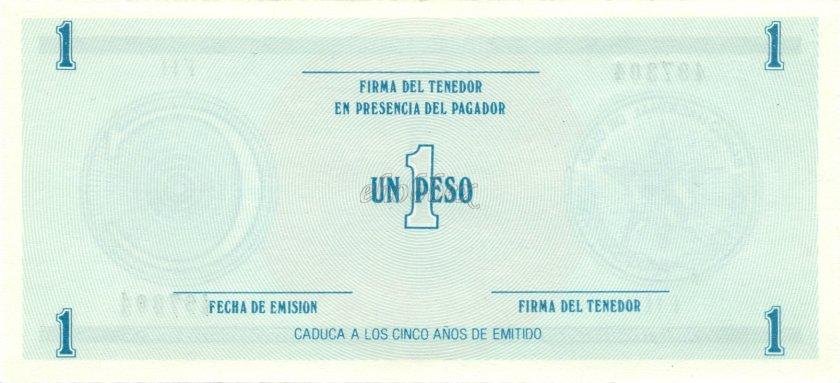 1 1
FIRMA DEL TENEDOR
EN PRESENCIA DEL PAGADOR
1
UN PESO
FECHA DE EMISION
FIRMA DEL TENEDOR
CADUCA A LOS CINCO AÑOS DE EMITIDO
1 1